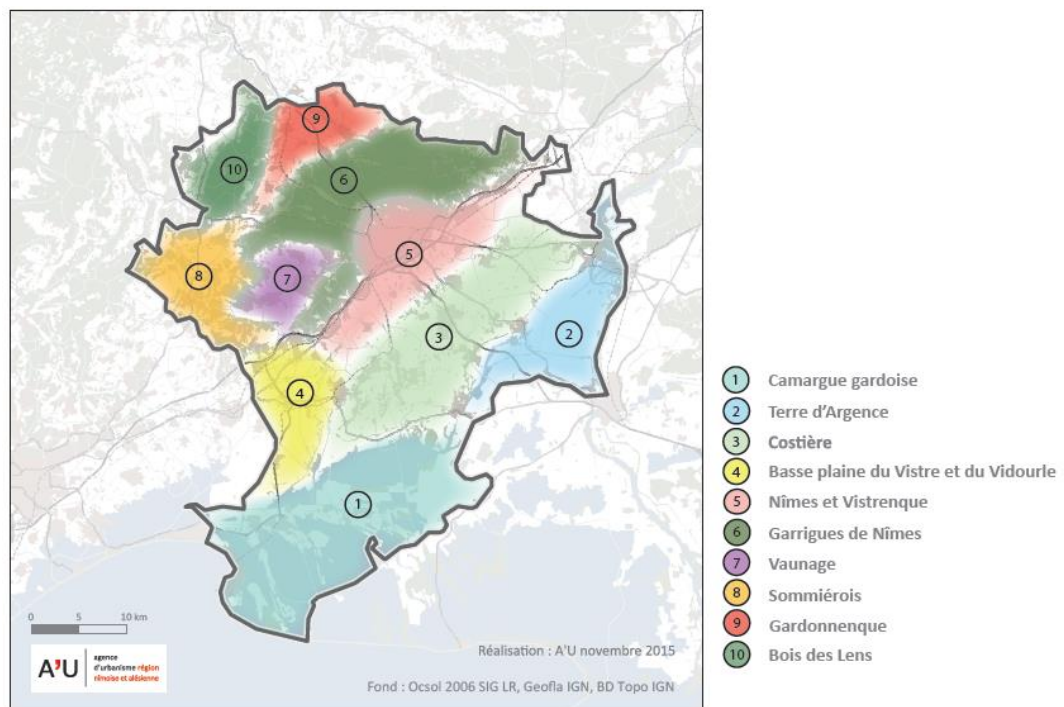 9
10
6
5
8
7
3
2
4
1
0 5 10 km
A'U
agence
d'urbanisme région
nîmoise et alésienne
Réalisation : A'U novembre 2015
Fond : Ocsol 2006 SIG LR, Geofla IGN, BD Topo IGN
1 Camargue gardoise
2 Terre d'Argence
3 Costière
4 Basse plaine du Vistre et du Vidourle
5 Nîmes et Vistrenque
6 Garrigues de Nîmes
7 Vaunage
8 Sommiérois
9 Gardonnenque
10 Bois des Lens